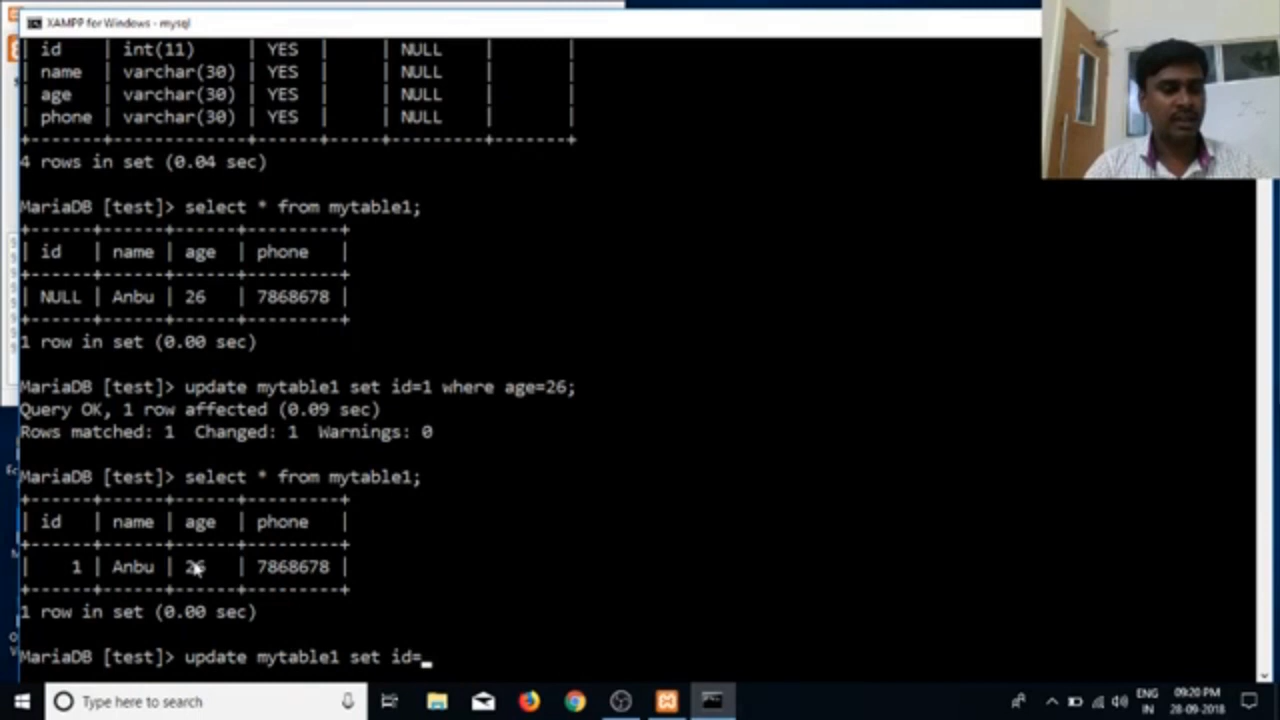 XAMPP for Windows - mysql
| id | int(11) | YES | | NULL | |
| name | varchar(30) | YES | | NULL | |
| age | varchar(30) | YES | | NULL | |
| phone | varchar(30) | YES | | NULL | |
4 rows in set (0.04 sec)
MariaDB [test]> select * from mytable1;
| id | name | age | phone |
| NULL | Anbu | 26 | 7868678 |
1 row in set (0.00 sec)
MariaDB [test]> update mytable1 set id=1 where age=26;
Query OK, 1 row affected (0.09 sec)
Rows matched: 1 Changed: 1 Warnings: 0
MariaDB [test]> select * from mytable1;
| id | name | age | phone |
| 1 | Anbu | 26 | 7868678 |
1 row in set (0.00 sec)
MariaDB [test]> update mytable1 set id=_
Type here to search
ENG
IN
09:20 PM
28-09-2018